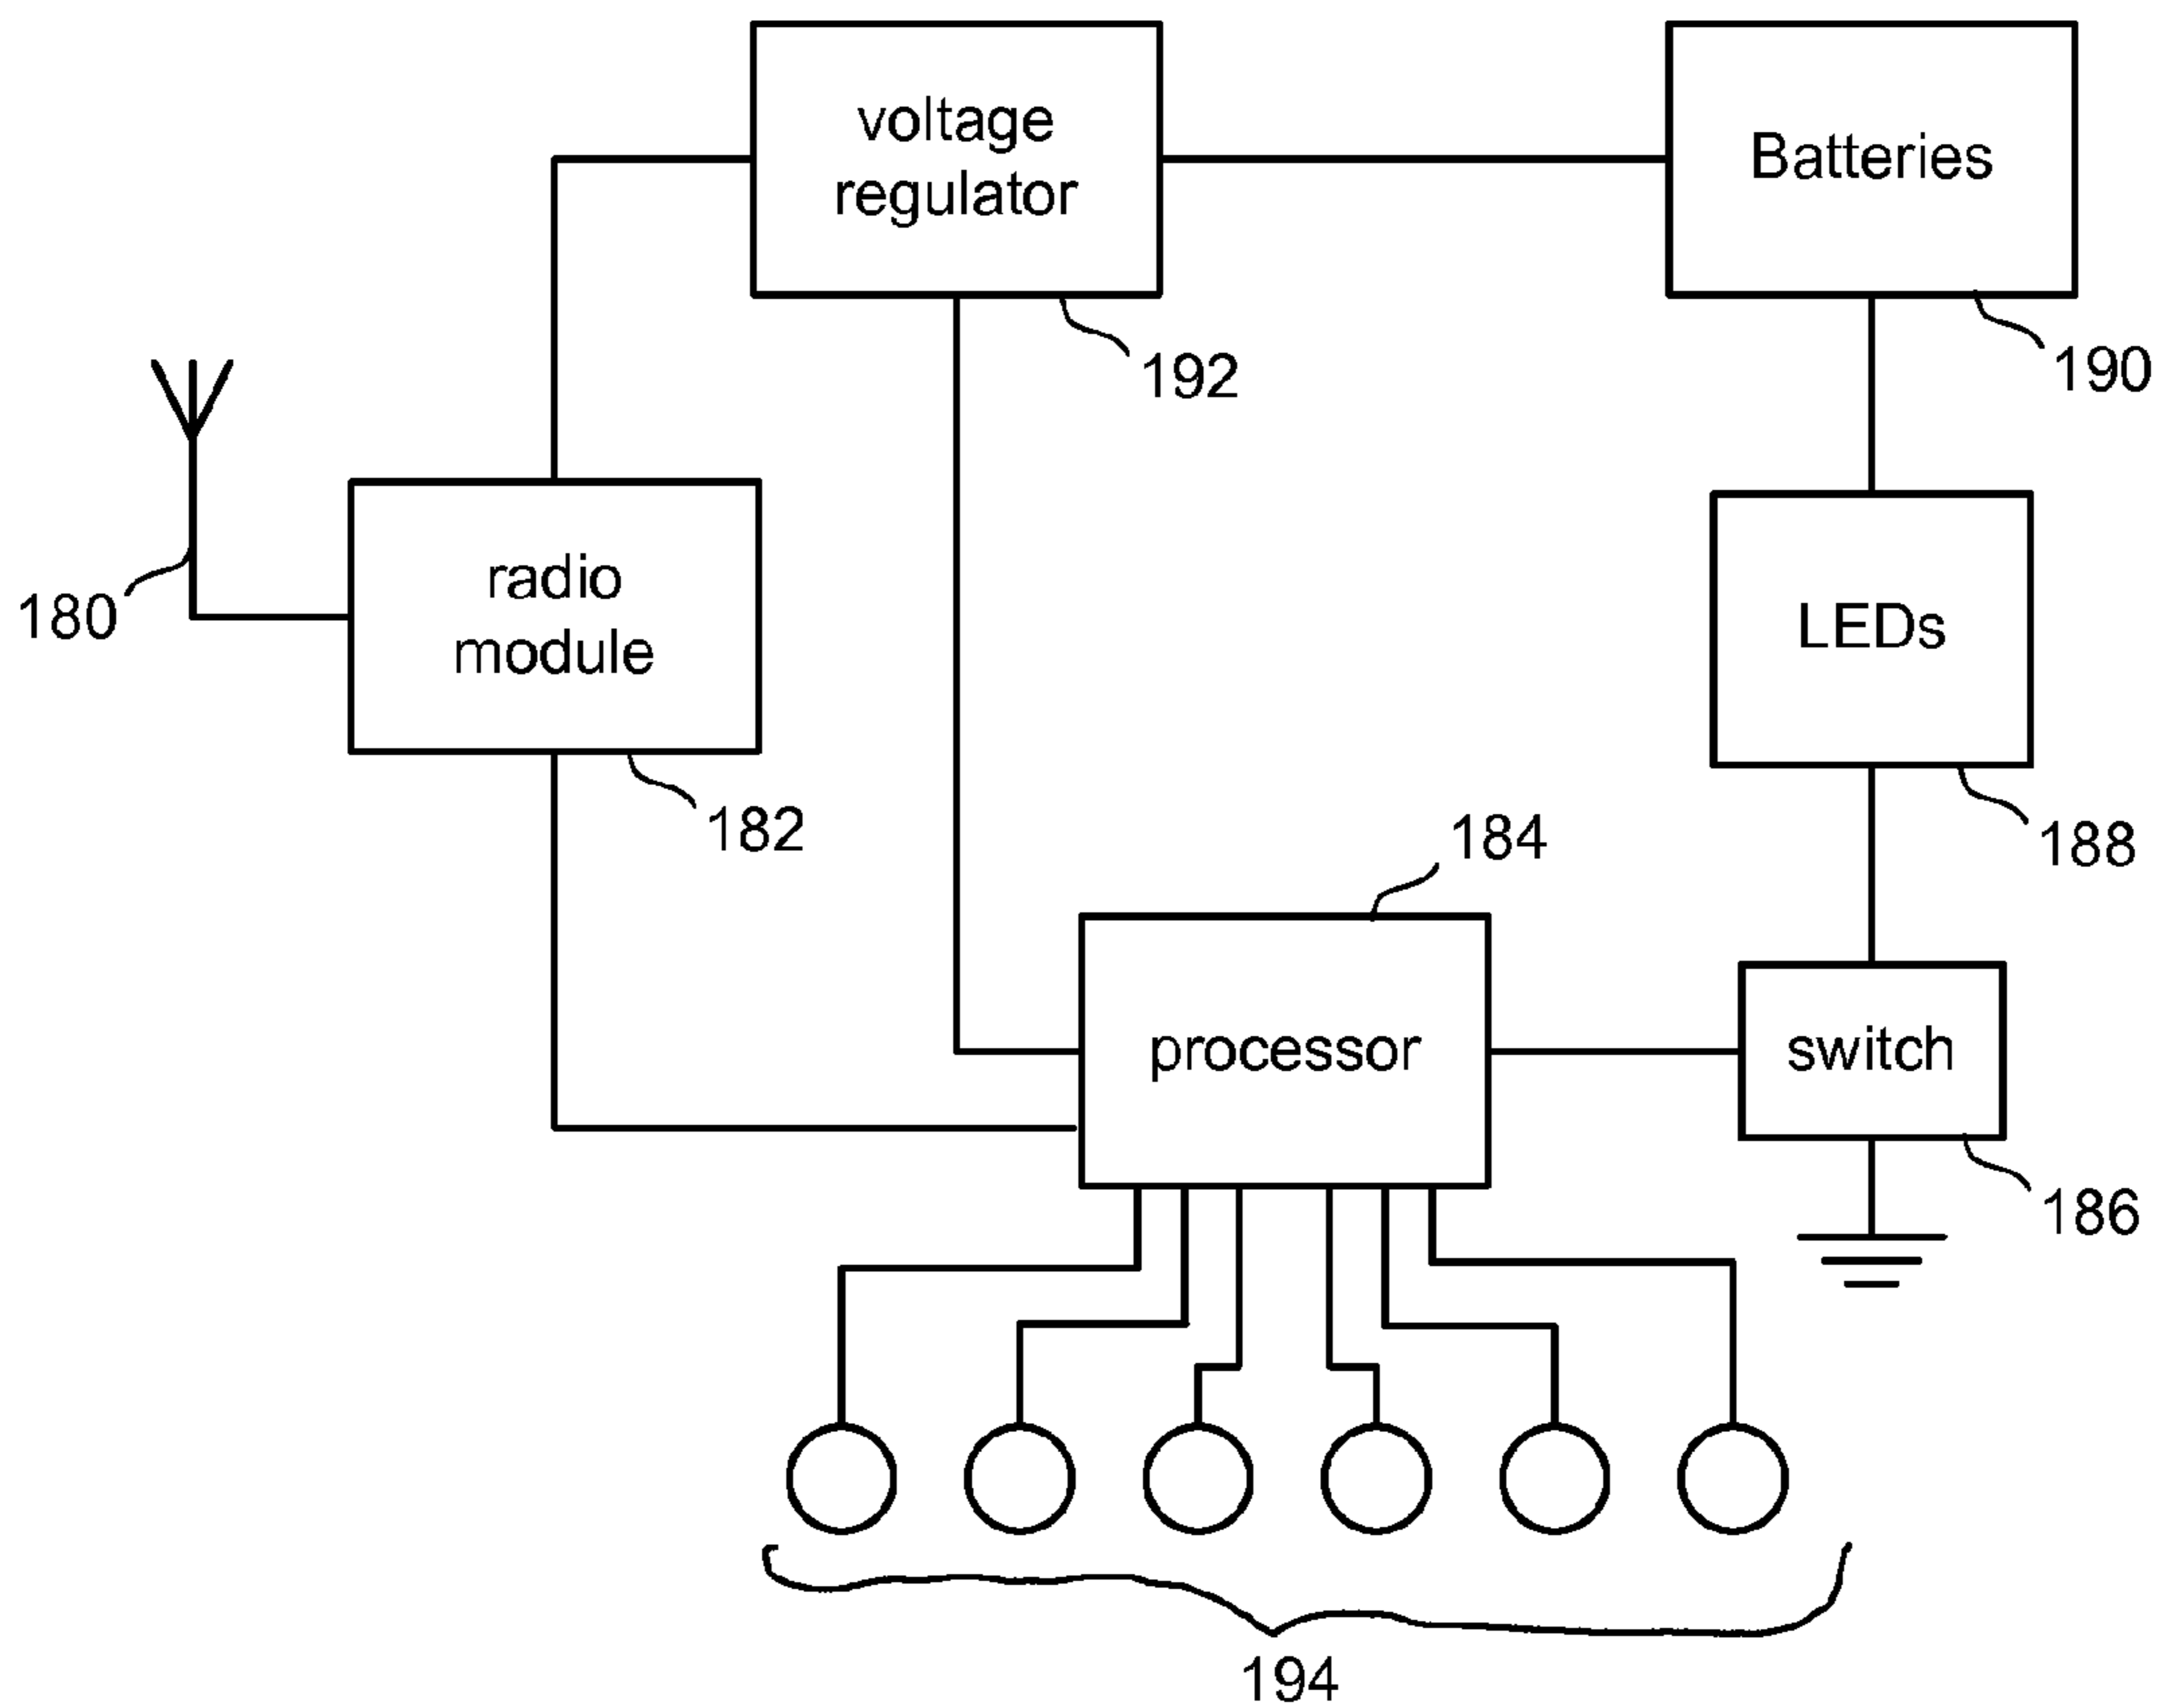 voltage
regulator
Batteries
192
190
180
radio
module
LEDs
182
184
188
processor
switch
186
194